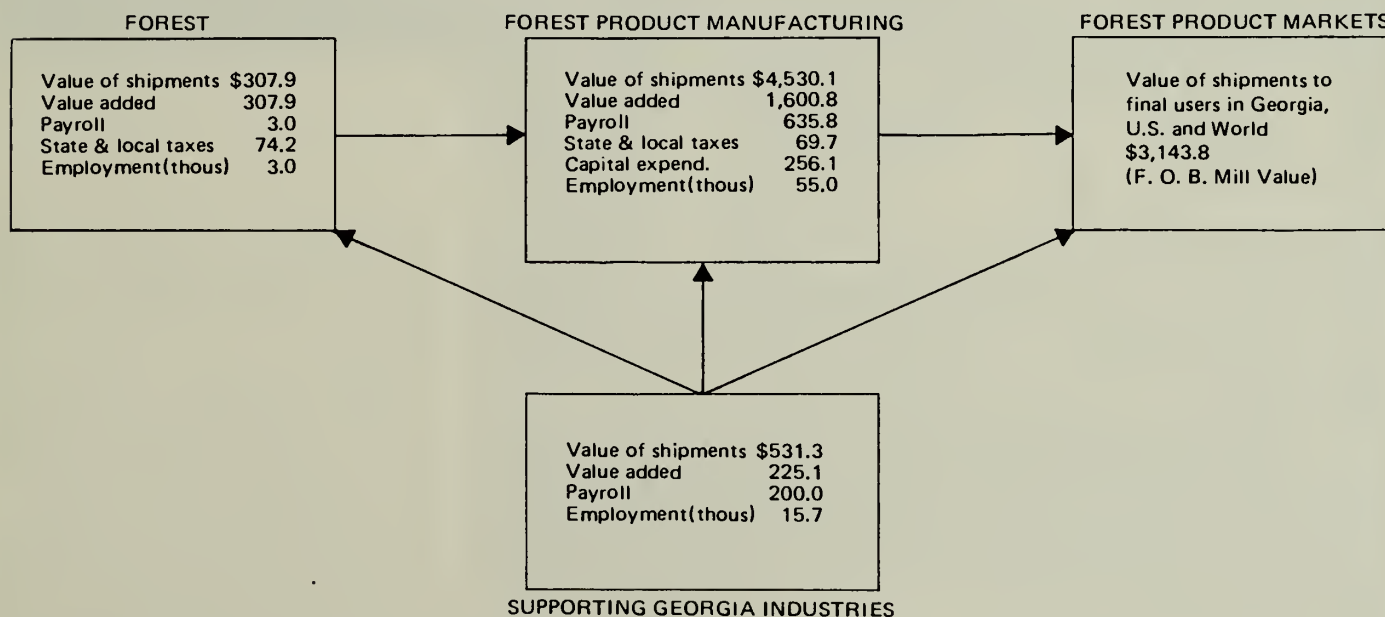 FOREST
Value of shipments $307.9
Value added 307.9
Payroll 3.0
State & local taxes 74.2
Employment(thous) 3.0
FOREST PRODUCT MANUFACTURING
Value of shipments $4,530.1
Value added 1,600.8
Payroll 635.8
State & local taxes 69.7
Capital expend. 256.1
Employment(thous) 55.0
FOREST PRODUCT MARKETS
Value of shipments to
final users in Georgia,
U.S. and World
$3,143.8
(F. O. B. Mill Value)
Value of shipments $531.3
Value added 225.1
Payroll 200.0
Employment(thous) 15.7
SUPPORTING GEORGIA INDUSTRIES